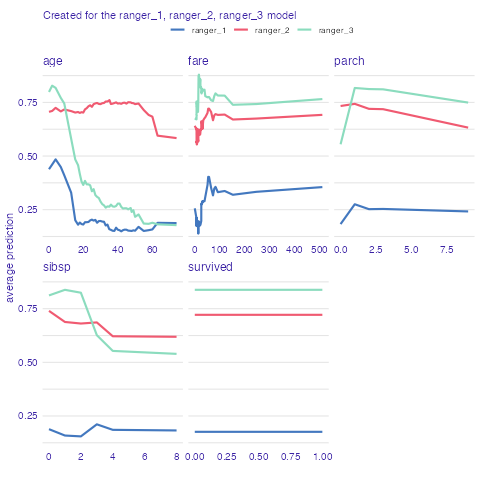 Created for the ranger_1, ranger_2, ranger_3 model
ranger_1 ranger_2 ranger_3
age fare parch
0.75
0.50
0.25
0 20 40 60 0 100 200 300 400 500 0.0 2.5 5.0 7.5
average prediction
sibsp survived
0.75
0.50
0.25
0 2 4 6 8 0.00 0.25 0.50 0.75 1.00